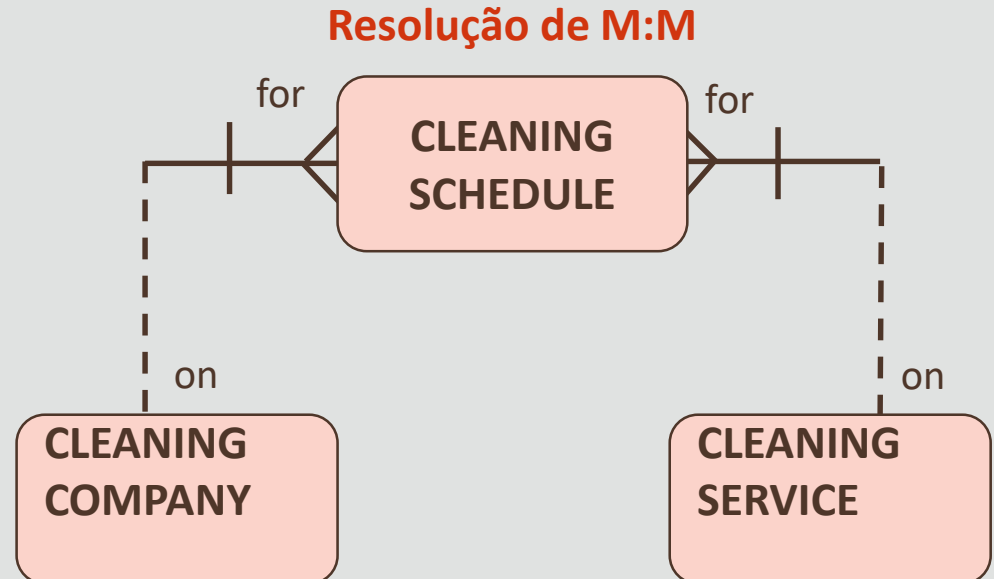 Resolução de M:M
for
for
CLEANING
SCHEDULE
on
on
CLEANING
COMPANY
CLEANING
SERVICE